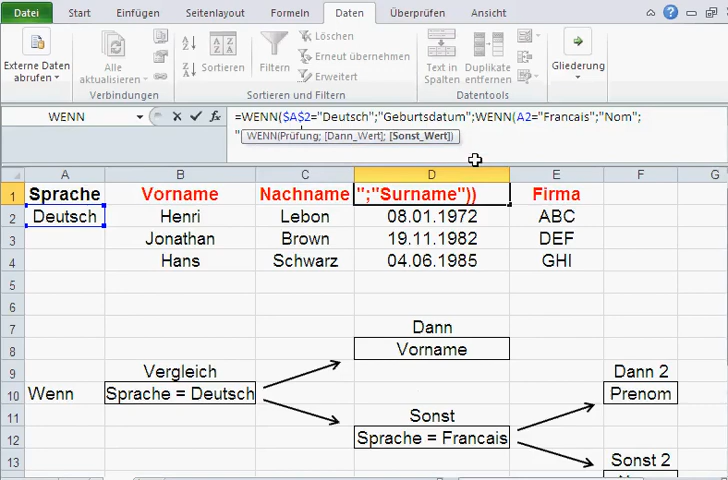 Datei Start Einfügen Seitenlayout Formeln Daten Überprüfen Ansicht
Externe Daten abrufen
Alle aktualisieren
Verbindungen
Sortieren
Filtern
Löschen
Erneut übernehmen
Erweitert
Sortieren und Filtern
Text in Spalten
Duplikate entfernen
Datentools
Gliederung
WENN
fx
=WENN($A$2="Deutsch";"Geburtsdatum";WENN(A2="Francais";"Nom";
"
WENN(Prüfung; [Dann_Wert]; [Sonst_Wert])
A B C D E F G
1 Sprache Vorname Nachname ";"Surname")) Firma
2 Deutsch Henri Lebon 08.01.1972 ABC
3 Jonathan Brown 19.11.1982 DEF
4 Hans Schwarz 04.06.1985 GHI
5
6
7 Dann
8 Vorname
9 Vergleich Dann 2
10 Wenn Sprache = Deutsch Prenom
11 Sonst
12 Sprache = Francais
13 Sonst 2